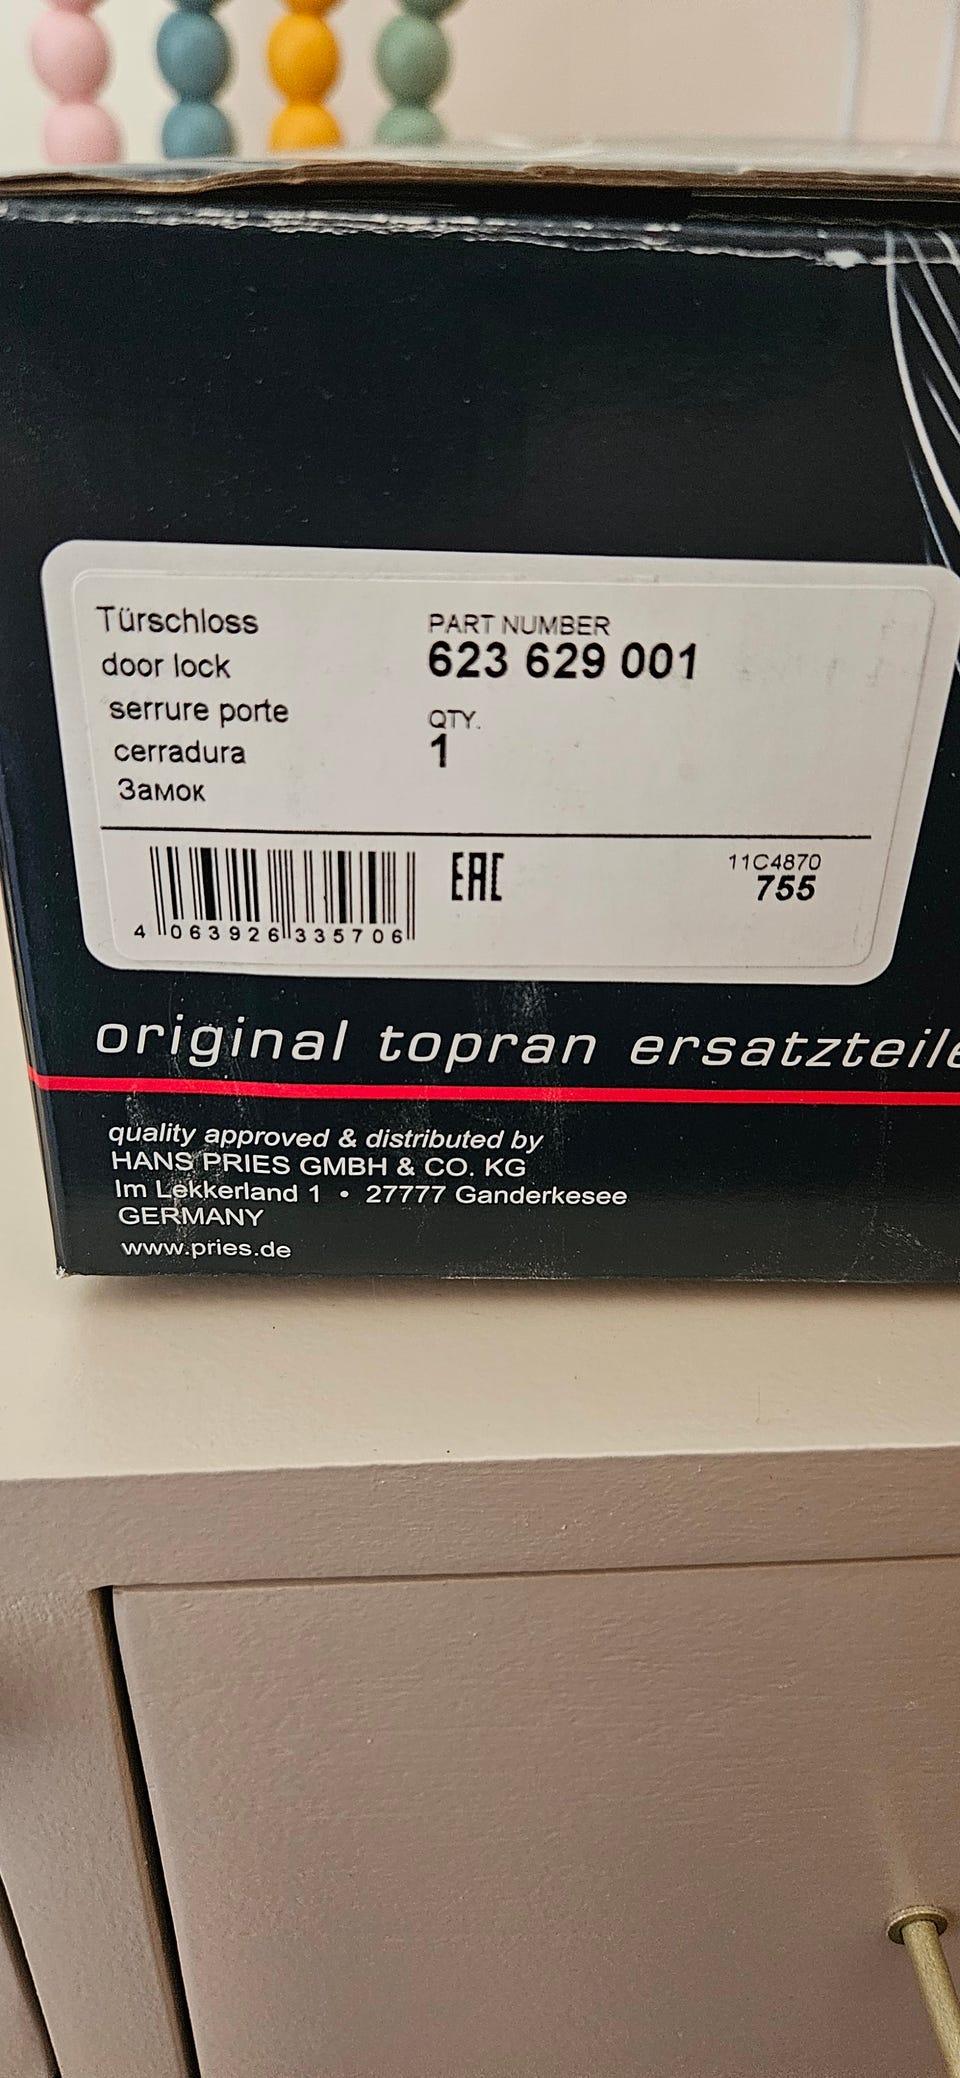 Türschloss
door lock
serrure porte
cerradura
Замок
PART NUMBER
623 629 001
QTY.
1
4 063926 335706
EAC
11C4870
755
original topran ersatzteile
quality approved & distributed by
HANS PRIES GMBH & CO. KG
Im Lekkerland 1 • 27777 Ganderkesee
GERMANY
www.pries.de